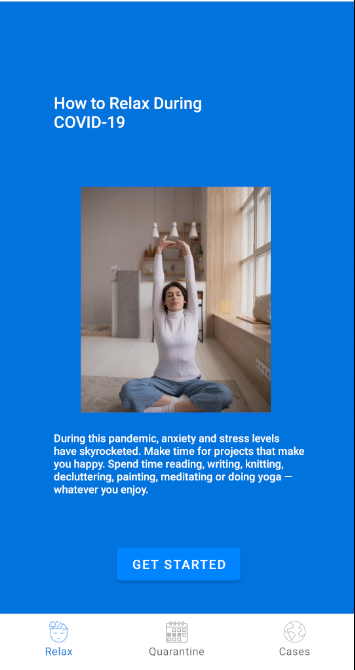 How to Relax During
COVID-19
During this pandemic, anxiety and stress levels
have skyrocketed. Make time for projects that make
you happy. Spend time reading, writing, knitting,
decluttering, painting, meditating or doing yoga —
whatever you enjoy.
GET STARTED
Relax
Quarantine
Cases